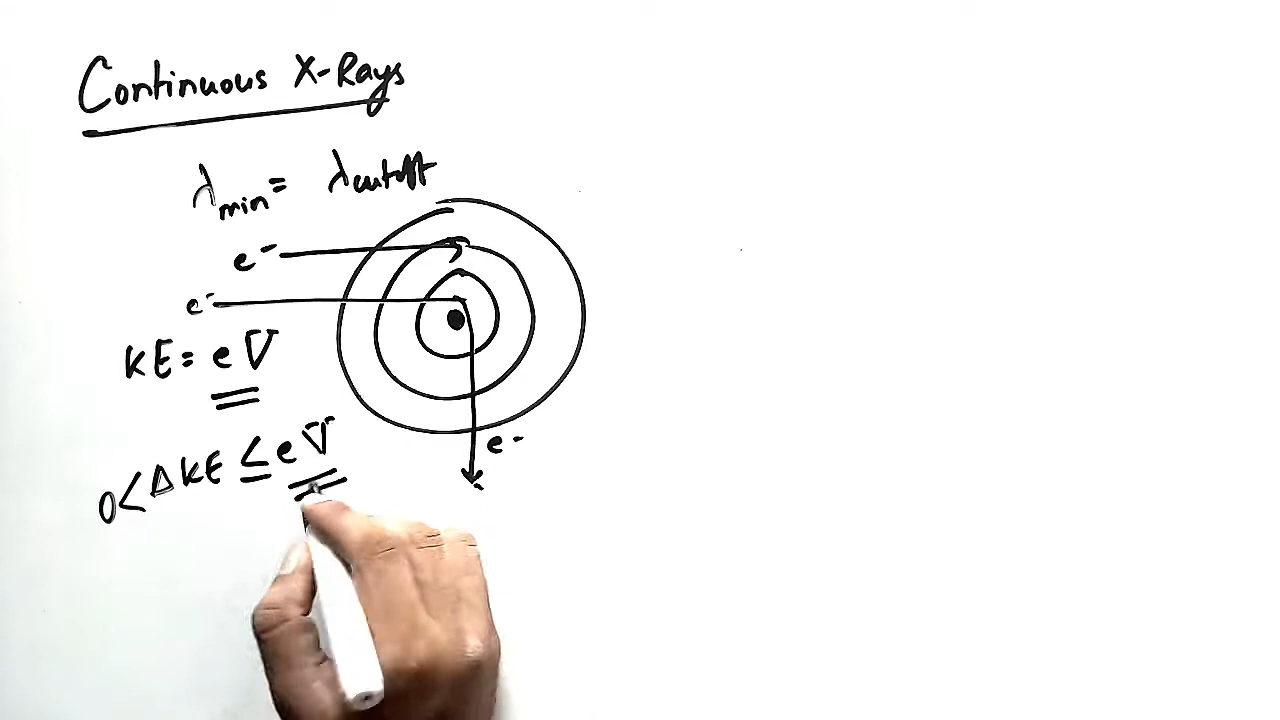 Continuous X-Rays
λmin = λcutoff
e-
e-
KE = eV
e-
0 < ΔKE ≤ eV